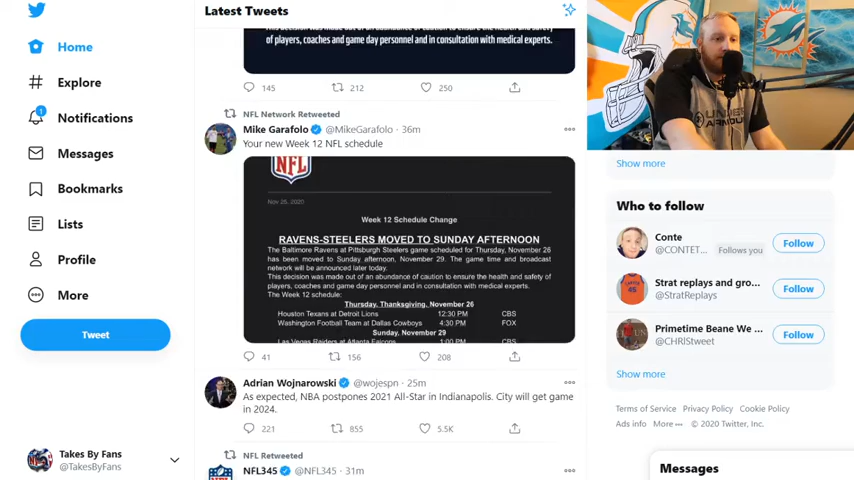 Home
Explore
1
Notifications
Messages
Bookmarks
Lists
Profile
More
Tweet
Takes By Fans
@TakesByFans
Latest Tweets
of players, coaches and game day personnel and in consultation with medical experts.
145 212 250
NFL Network Retweeted
Mike Garafolo @MikeGarafolo · 36m
Your new Week 12 NFL schedule
NFL
Nov 25, 2020
Week 12 Schedule Change
RAVENS-STEELERS MOVED TO SUNDAY AFTERNOON
The Baltimore Ravens at Pittsburgh Steelers game scheduled for Thursday, November 26
has been moved to Sunday afternoon, November 29. The game time and broadcast
network will be announced later today.
This decision was made out of an abundance of caution to ensure the health and safety of
players, coaches and game day personnel and in consultation with medical experts.
The Week 12 schedule:
Thursday, Thanksgiving, November 26
Houston Texans at Detroit Lions 12:30 PM CBS
Washington Football Team at Dallas Cowboys 4:30 PM FOX
Sunday, November 29
Las Vegas Raiders at Atlanta Falcons 1:00 PM CBS
41 156 208
Adrian Wojnarowski @wojespn · 25m
As expected, NBA postpones 2021 All-Star in Indianapolis. City will get game
in 2024.
221 855 5.5K
NFL Retweeted
NFL345 @NFL345 · 31m
UNDER
ARMOUR
Show more
Who to follow
Conte
@CONTET... Follows you
Follow
Strat replays and gro...
@StratReplays
Follow
Primetime Beane We ...
@CHRIStweet
Follow
Show more
Terms of Service Privacy Policy Cookie Policy
Ads info More © 2020 Twitter, Inc.
Messages